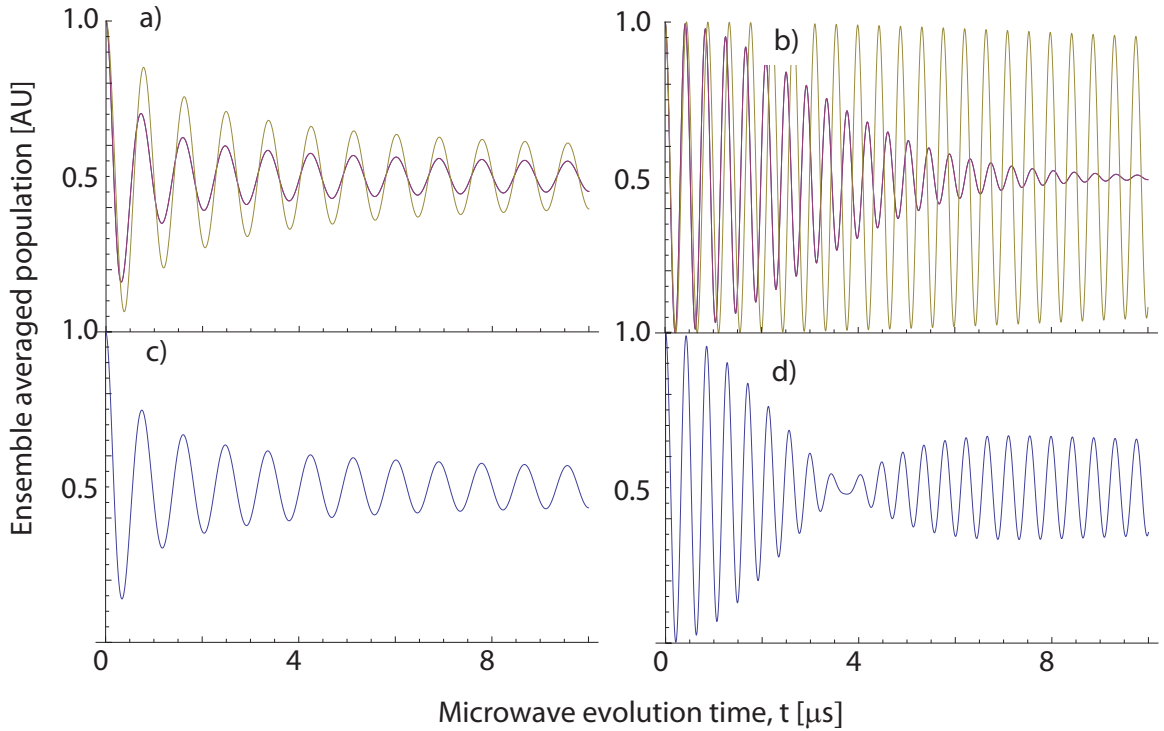 1.0 a) 1.0 b)
0.5 0.5
1.0 c) 1.0 d)
0.5 0.5
0 4 8 0 4 8
Microwave evolution time, t [μs]
Ensemble averaged population [AU]